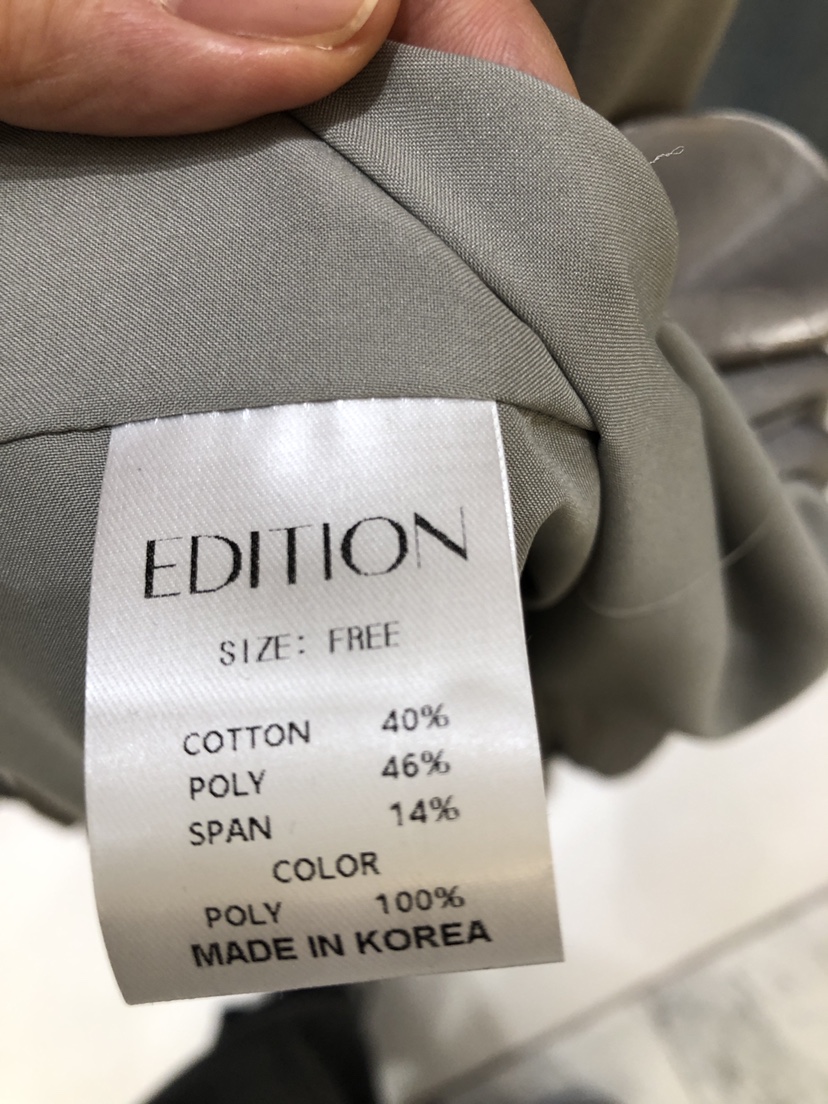 EDITION
SIZE: FREE
COTTON 40%
POLY 46%
SPAN 14%
COLOR
POLY 100%
MADE IN KOREA